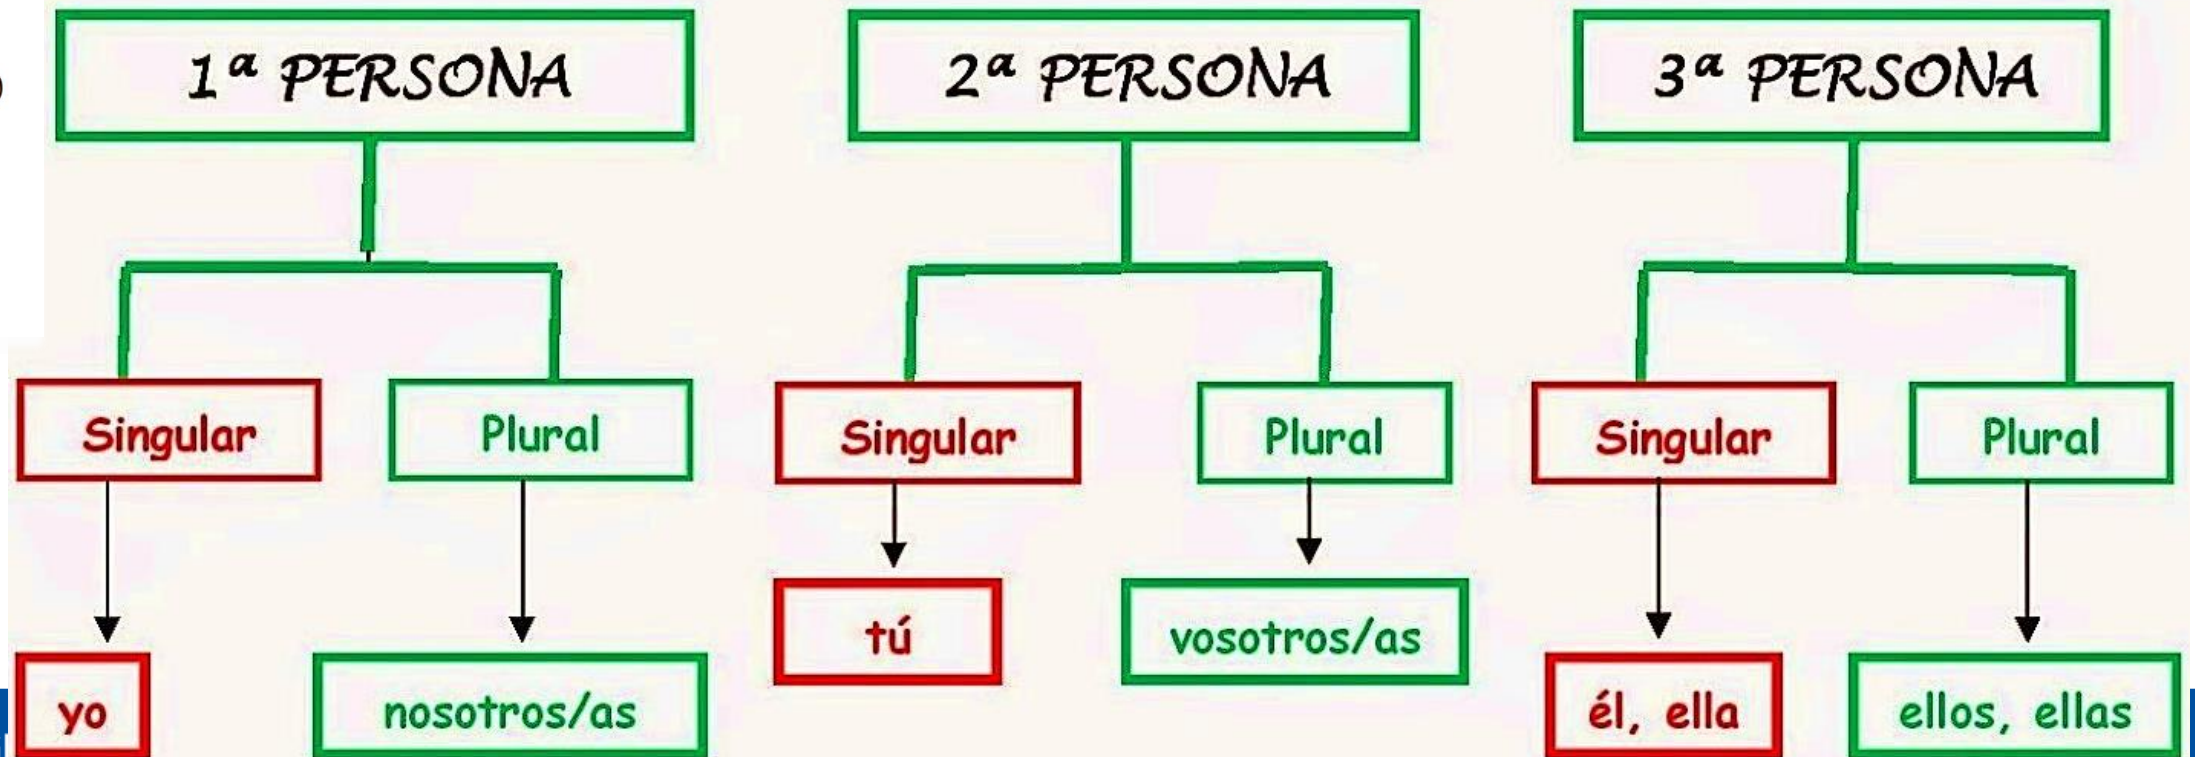 1ª PERSONA
2ª PERSONA
3ª PERSONA
Singular
Plural
Singular
Plural
Singular
Plural
tú
vosotros/as
yo
nosotros/as
él, ella
ellos, ellas